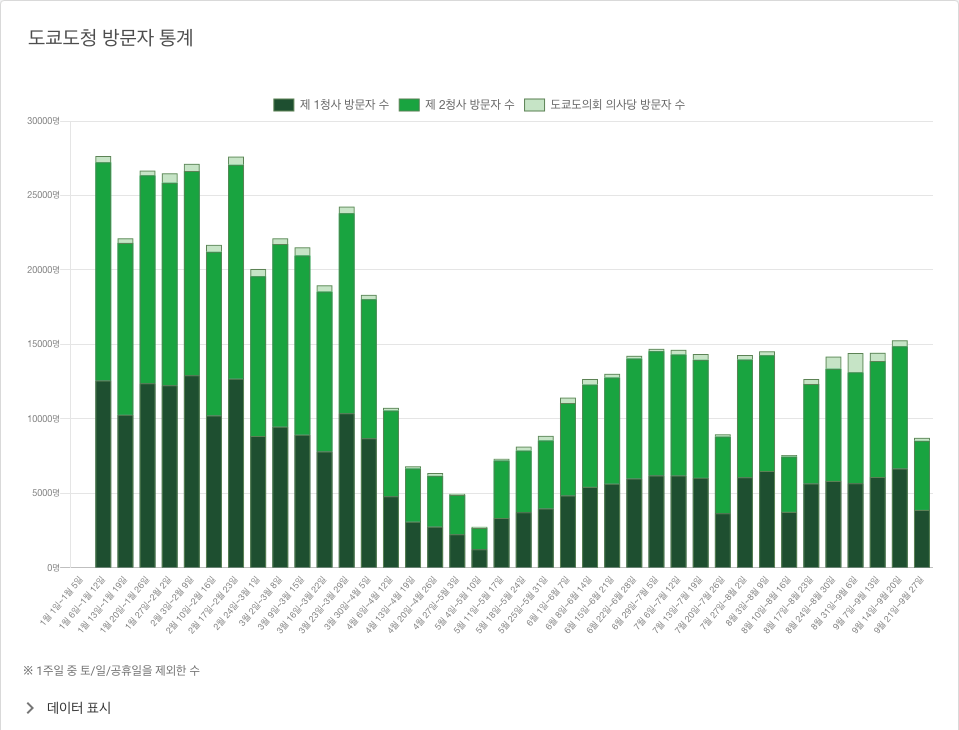 도쿄도청 방문자 통계
제 1청사 방문자 수 제 2청사 방문자 수 도쿄도의회 의사당 방문자 수
30000명
25000명
20000명
15000명
10000명
5000명
0명
1월 1일~1월 5일
1월 6일~1월 12일
1월 13일~1월 19일
1월 20일~1월 26일
1월 27일~2월 2일
2월 3일~2월 9일
2월 10일~2월 16일
2월 17일~2월 23일
2월 24일~3월 1일
3월 2일~3월 8일
3월 9일~3월 15일
3월 16일~3월 22일
3월 23일~3월 29일
3월 30일~4월 5일
4월 6일~4월 12일
4월 13일~4월 19일
4월 20일~4월 26일
4월 27일~5월 3일
5월 4일~5월 10일
5월 11일~5월 17일
5월 18일~5월 24일
5월 25일~5월 31일
6월 1일~6월 7일
6월 8일~6월 14일
6월 15일~6월 21일
6월 22일~6월 28일
6월 29일~7월 5일
7월 6일~7월 12일
7월 13일~7월 19일
7월 20일~7월 26일
7월 27일~8월 2일
8월 3일~8월 9일
8월 10일~8월 16일
8월 17일~8월 23일
8월 24일~8월 30일
8월 31일~9월 6일
9월 7일~9월 13일
9월 14일~9월 20일
9월 21일~9월 27일
※ 1주일 중 토/일/공휴일을 제외한 수
데이터 표시